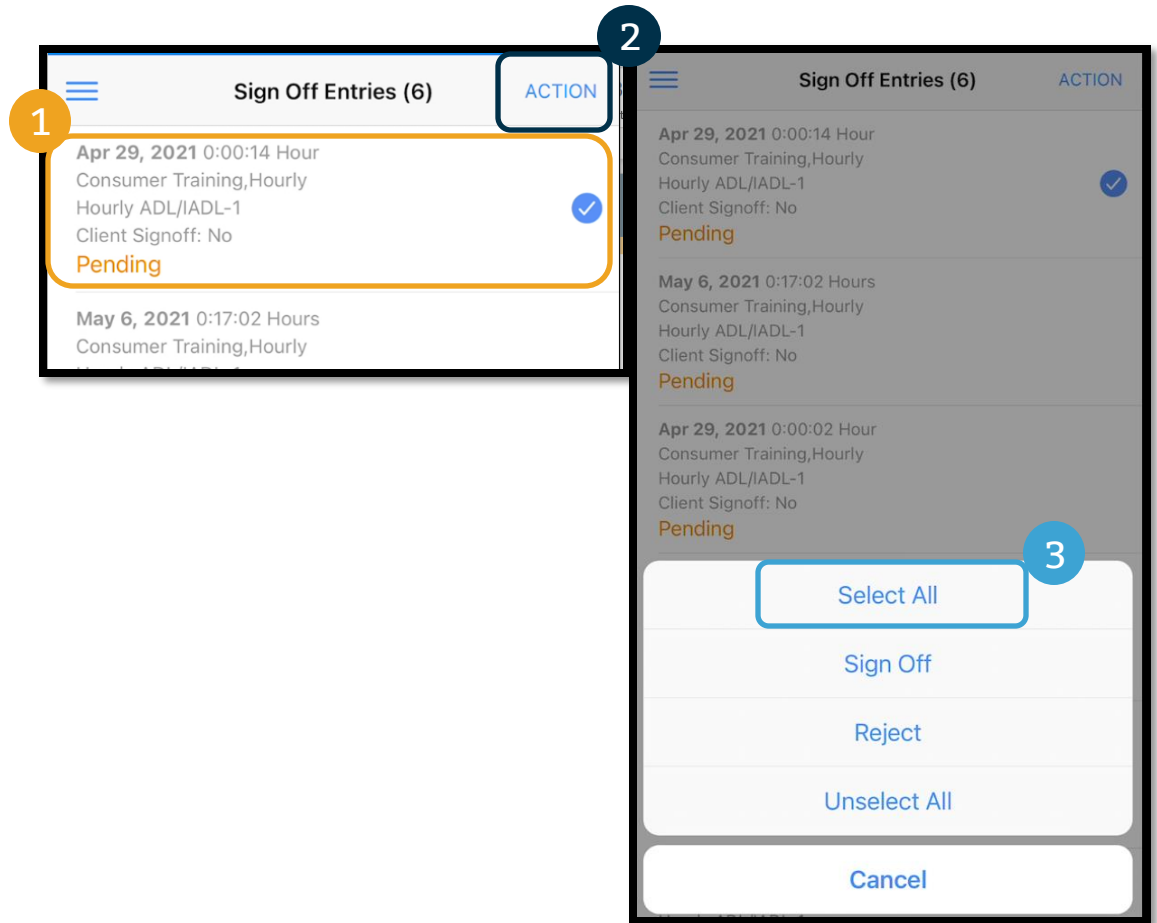 2
Sign Off Entries (6)
ACTION
1
Apr 29, 2021 0:00:14 Hour
Consumer Training,Hourly
Hourly ADL/IADL-1
Client Signoff: No
Pending
May 6, 2021 0:17:02 Hours
Consumer Training,Hourly
Sign Off Entries (6)
ACTION
Apr 29, 2021 0:00:14 Hour
Consumer Training,Hourly
Hourly ADL/IADL-1
Client Signoff: No
Pending
May 6, 2021 0:17:02 Hours
Consumer Training,Hourly
Hourly ADL/IADL-1
Client Signoff: No
Pending
Apr 29, 2021 0:00:02 Hour
Consumer Training,Hourly
Hourly ADL/IADL-1
Client Signoff: No
Pending
3
Select All
Sign Off
Reject
Unselect All
Cancel